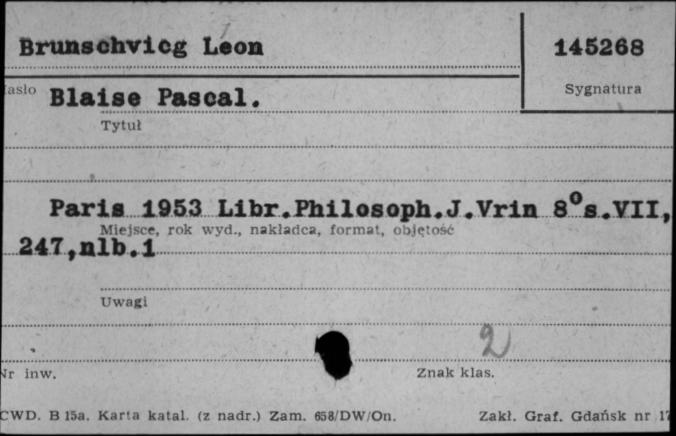 Brunschvicg Leon 145268
asło Sygnatura
Blaise Pascal.
Tytuł
Paris 1953 Libr.Philosoph.J.Vrin 8°s.VII,
Miejsce, rok wyd., nakładca, format, objętość
247,nlb.1
Uwagi
2
Nr inw. Znak klas.
CWD. B 15a. Karta katal. (z nadr.) Zam. 658/DW/On. Zakł. Graf. Gdańsk nr 17